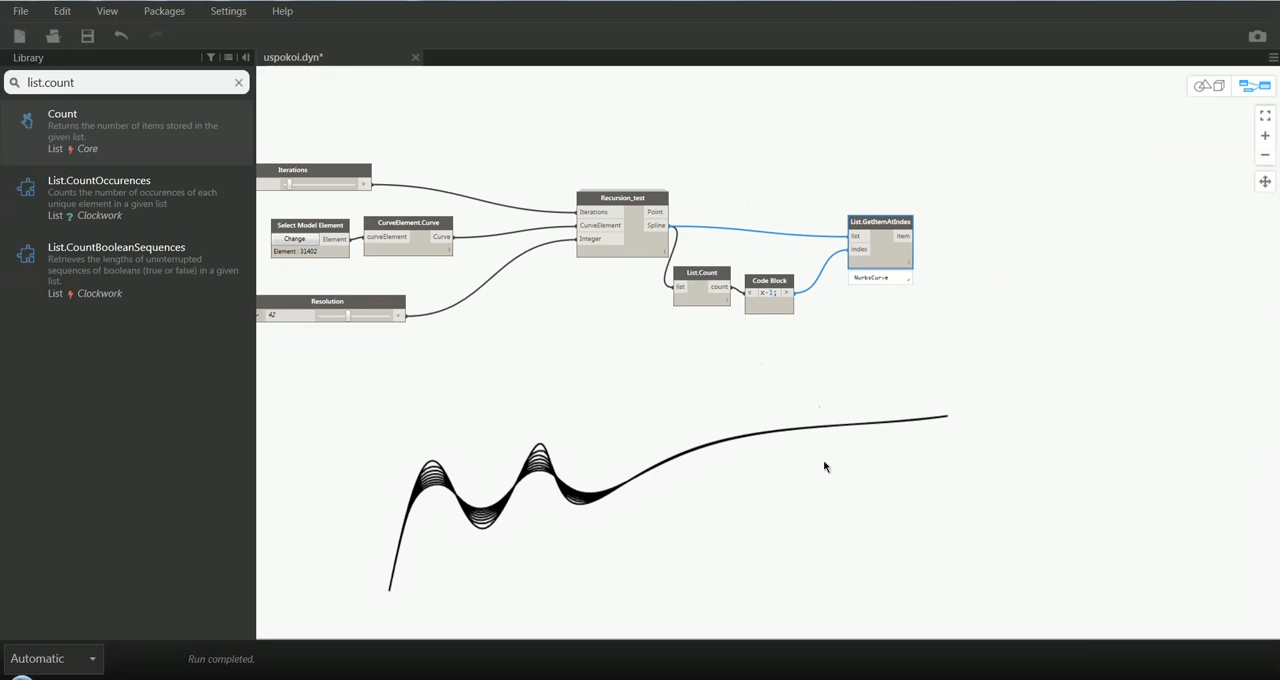 File Edit View Packages Settings Help
Library
uspokoi.dyn*
list.count
Count
Returns the number of items stored in the
given list.
List Core
List.CountOccurences
Counts the number of occurences of each
unique element in a given list
List ? Clockwork
List.CountBooleanSequences
Retrieves the lengths of uninterrupted
sequences of booleans (true or false) in a given
list.
List Clockwork
Iterations
>
Select Model Element
Change Element
Element : 31402
CurveElement.Curve
curveElement Curve
Resolution
42 >
Recursion_test
Iterations Point
CurveElement Spline
Integer
List.Count
list count
Code Block
x x-1; >
List.GetItemAtIndex
list item
index
NurbsCurve
Automatic
Run completed.